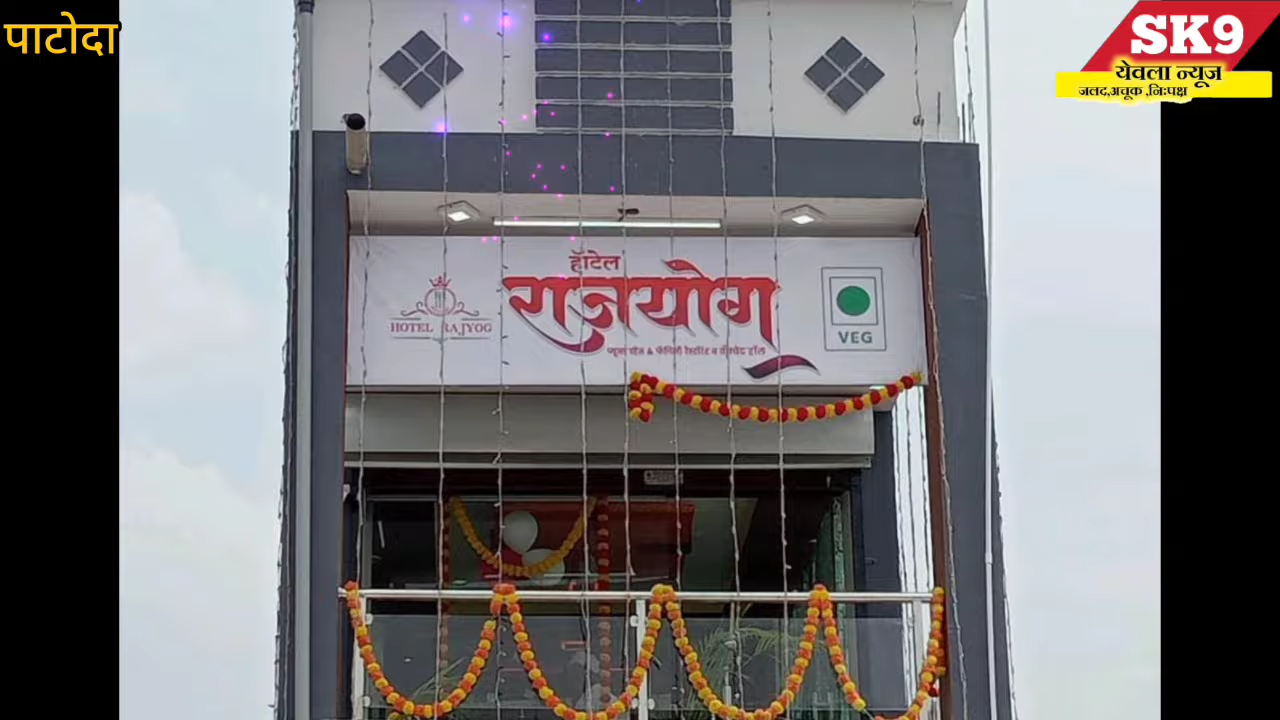 पाटोदा
SK9
येवला न्यूज
जलद,अचूक ,निःपक्ष
हॉटेल
राजयोग
HOTEL RAJYOG
VEG